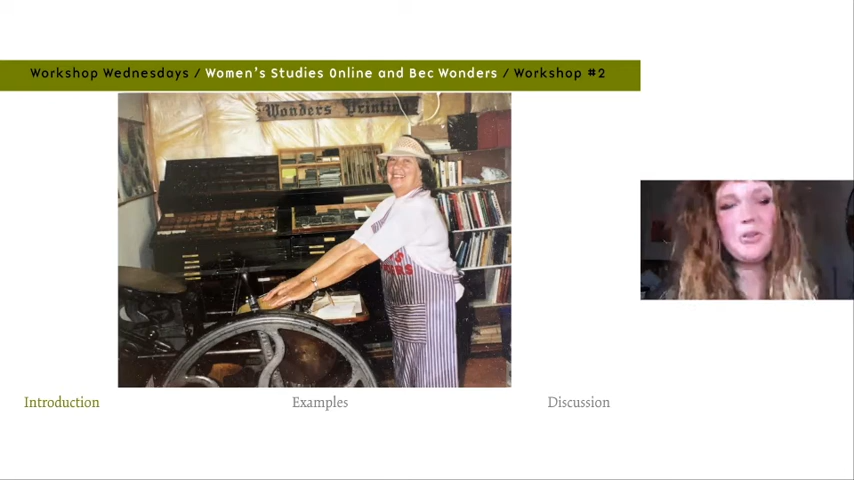 Workshop Wednesdays / Women's Studies Online and Bec Wonders / Workshop #2
Wonders Printing
Introduction
Examples
Discussion